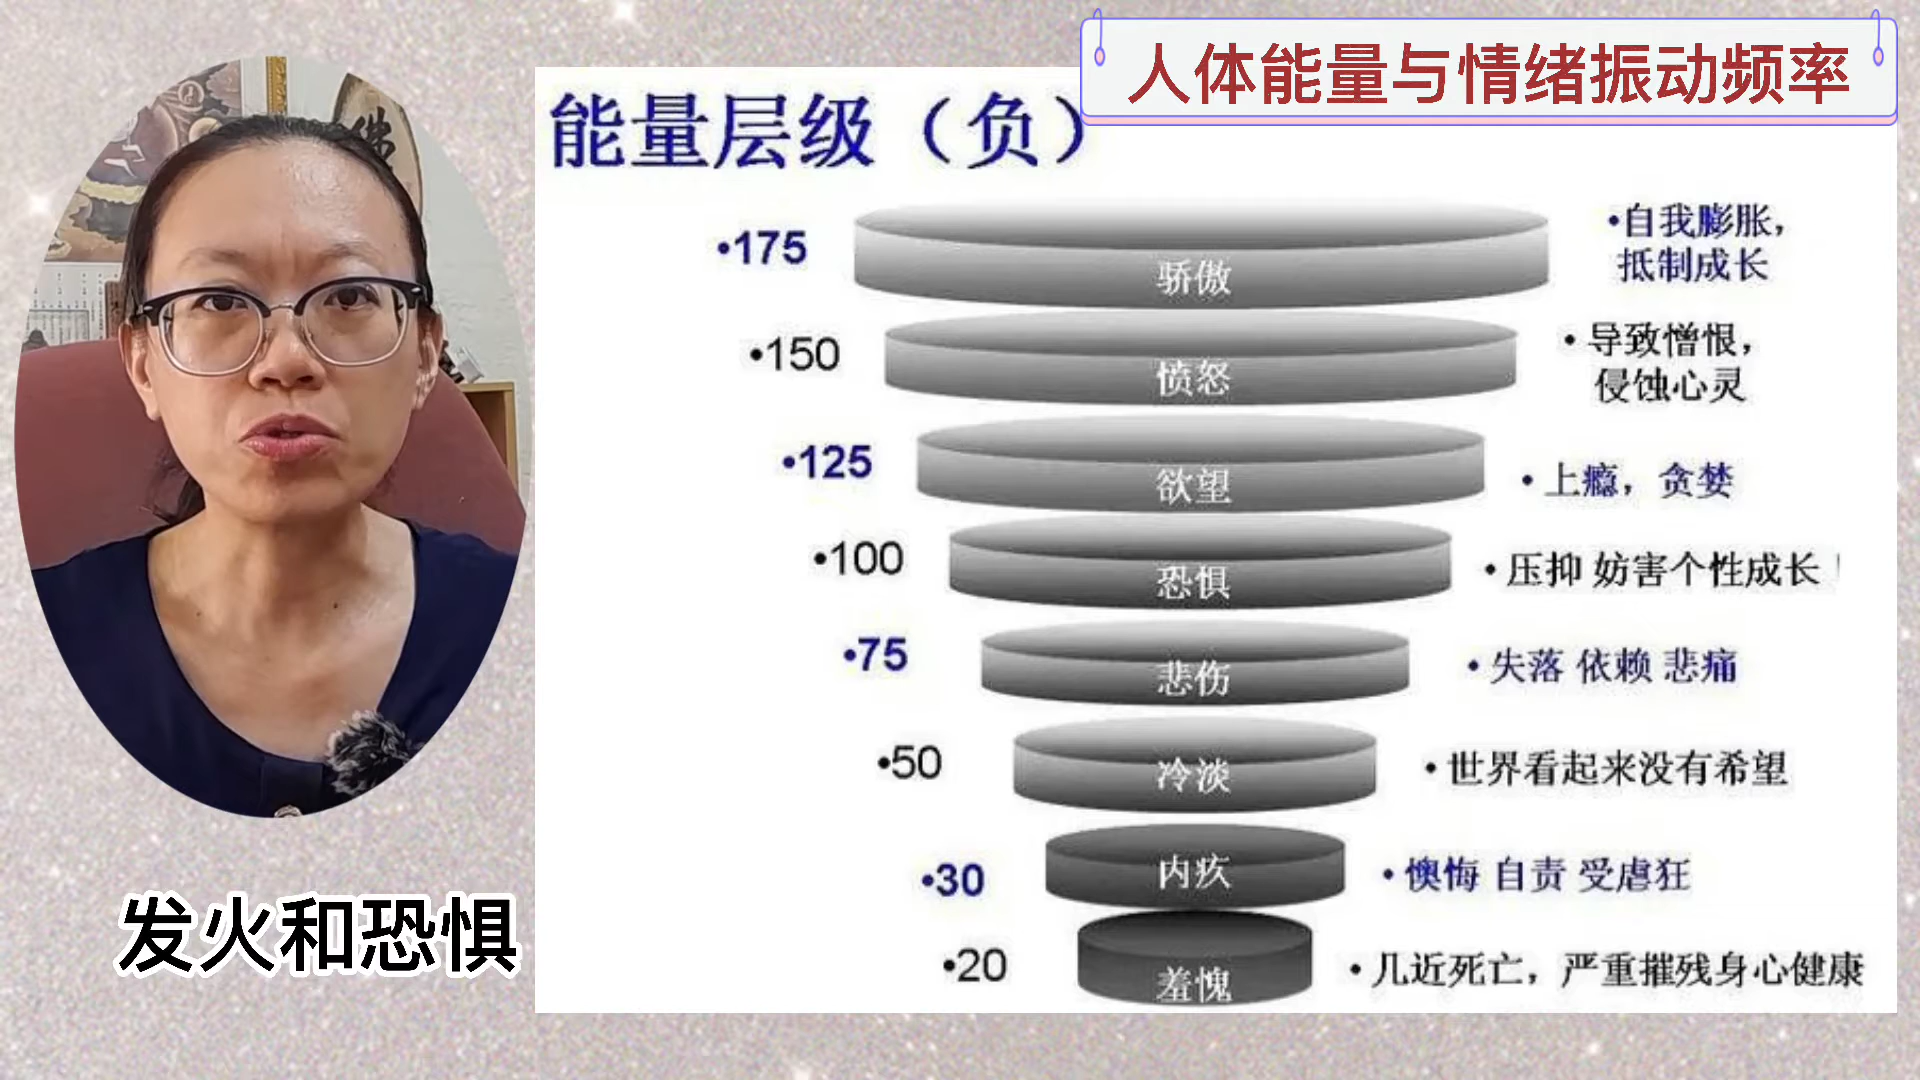 人体能量与情绪振动频率
能量层级（负）
•175
骄傲
•自我膨胀，
抵制成长
•150
愤怒
•导致憎恨，
侵蚀心灵
•125
欲望
•上瘾，贪婪
•100
恐惧
•压抑 妨害个性成长
•75
悲伤
•失落 依赖 悲痛
•50
冷淡
•世界看起来没有希望
•30
内疚
•懊悔 自责 受虐狂
•20
羞愧
•几近死亡，严重摧残身心健康
佛
发火和恐惧